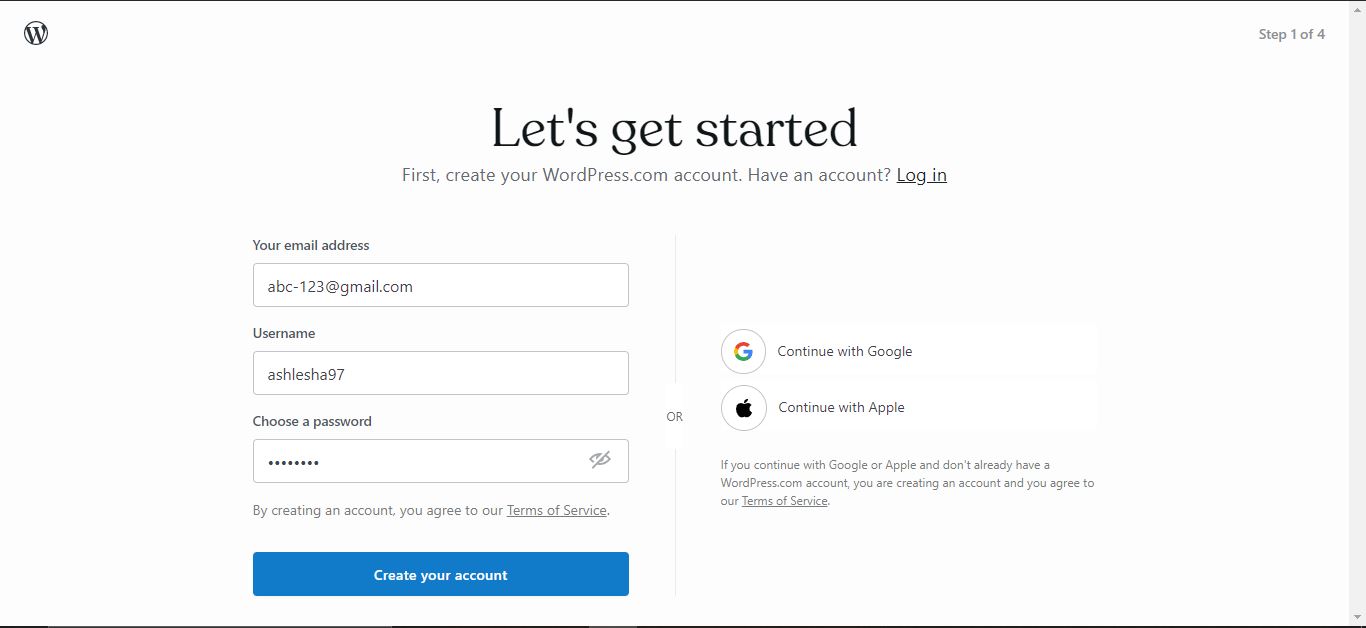 Step 1 of 4
Let's get started
First, create your WordPress.com account. Have an account? Log in
Your email address
abc-123@gmail.com
Username
ashlesha97
Choose a password
••••••••
By creating an account, you agree to our Terms of Service.
Create your account
OR
Continue with Google
Continue with Apple
If you continue with Google or Apple and don't already have a
WordPress.com account, you are creating an account and you agree to
our Terms of Service.